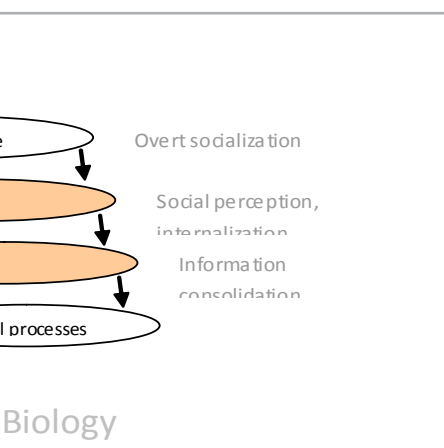 e
Overt socialization
Social perception,
internalization
Information
consolidation
l processes
Biology